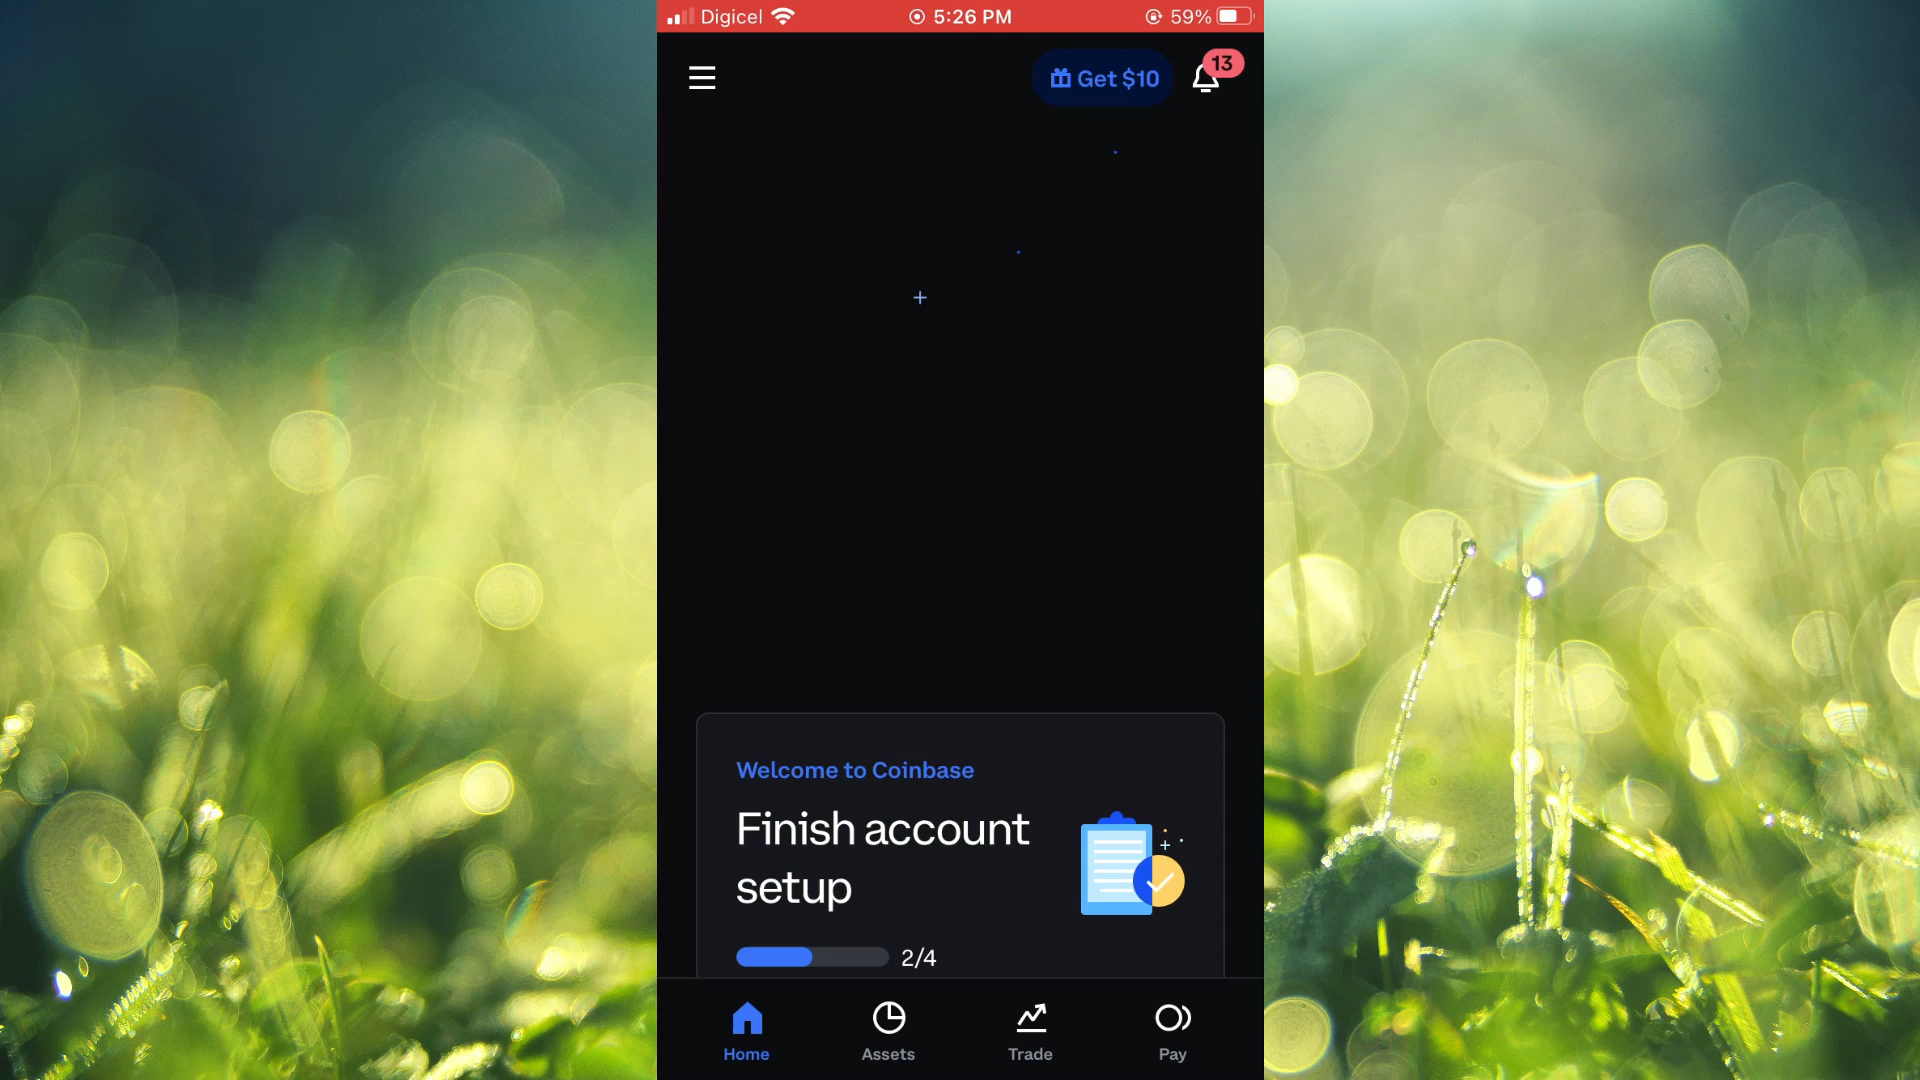 Digicel 5:26 PM 59%
Get $10 13
Welcome to Coinbase
Finish account
setup
2/4
Home Assets Trade Pay